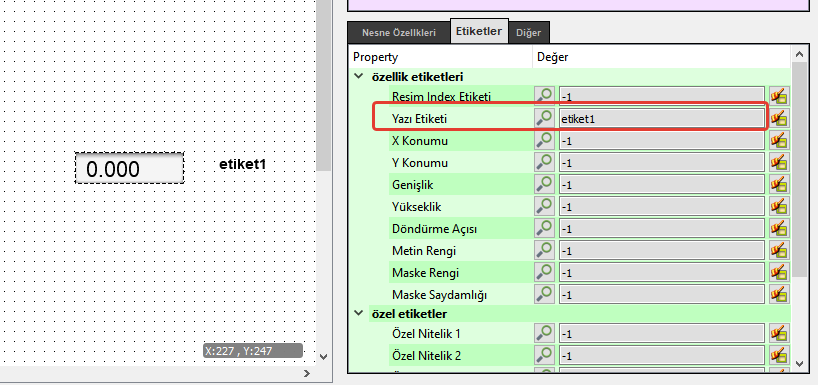 Nesne Özellikleri Etiketler Diğer
Property Değer
özellik etiketleri
Resim Index Etiketi -1
Yazı Etiketi etiket1
X Konumu -1
Y Konumu -1
Genişlik -1
Yükseklik -1
Döndürme Açısı -1
Metin Rengi -1
Maske Rengi -1
Maske Saydamlığı -1
özel etiketler
Özel Nitelik 1 -1
Özel Nitelik 2 -1
0.000 etiket1
X:227 , Y:247